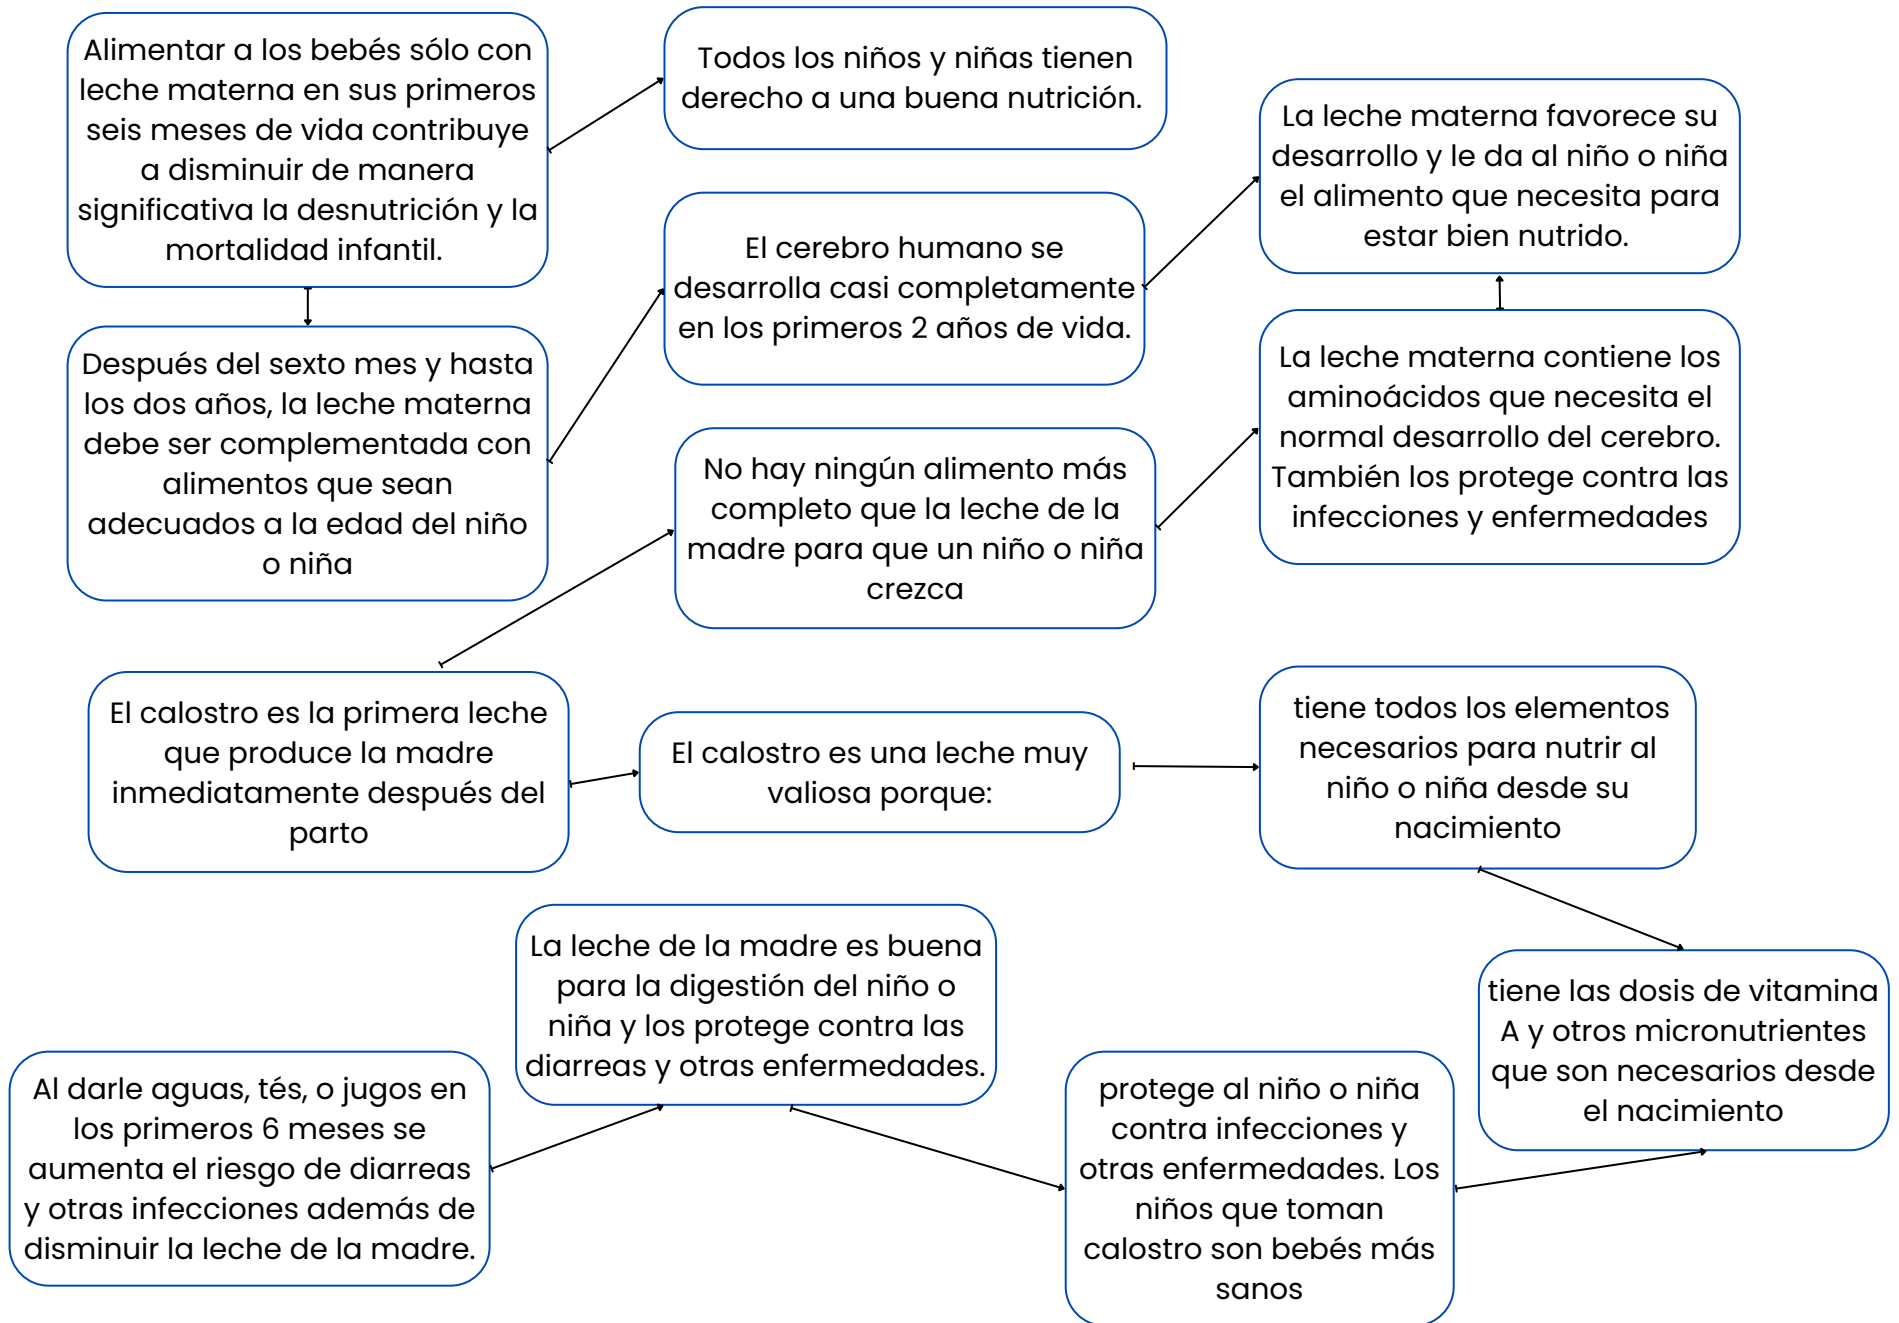 Alimentar a los bebés sólo con
leche materna en sus primeros
seis meses de vida contribuye
a disminuir de manera
significativa la desnutrición y la
mortalidad infantil.
Todos los niños y niñas tienen
derecho a una buena nutrición.
La leche materna favorece su
desarrollo y le da al niño o niña
el alimento que necesita para
estar bien nutrido.
El cerebro humano se
desarrolla casi completamente
en los primeros 2 años de vida.
Después del sexto mes y hasta
los dos años, la leche materna
debe ser complementada con
alimentos que sean
adecuados a la edad del niño
o niña
La leche materna contiene los
aminoácidos que necesita el
normal desarrollo del cerebro.
También los protege contra las
infecciones y enfermedades
No hay ningún alimento más
completo que la leche de la
madre para que un niño o niña
crezca
El calostro es la primera leche
que produce la madre
inmediatamente después del
parto
El calostro es una leche muy
valiosa porque:
tiene todos los elementos
necesarios para nutrir al
niño o niña desde su
nacimiento
La leche de la madre es buena
para la digestión del niño o
niña y los protege contra las
diarreas y otras enfermedades.
tiene las dosis de vitamina
A y otros micronutrientes
que son necesarios desde
el nacimiento
Al darle aguas, tés, o jugos en
los primeros 6 meses se
aumenta el riesgo de diarreas
y otras infecciones además de
disminuir la leche de la madre.
protege al niño o niña
contra infecciones y
otras enfermedades. Los
niños que toman
calostro son bebés más
sanos